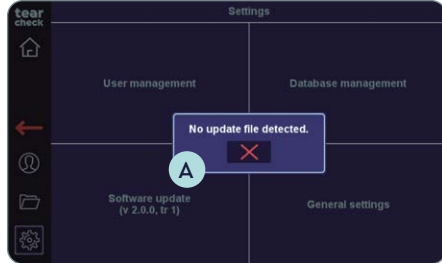 tear
check
Settings
User management
Database management
No update file detected.
A
Software update
(v 2.0.0, tr 1)
General settings